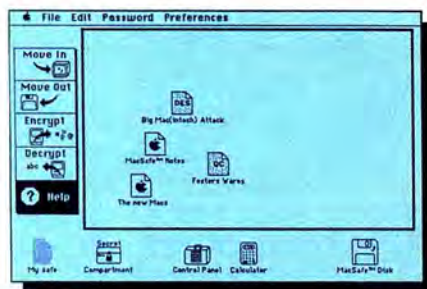 File Edit Password Preferences
Move In
Move Out
Encrypt
abc
Decrypt
? Help
DES
Big Mac(intosh) Attack
MacSafe™ Notes
QC
Fosters Wares
The new Macs
My safe
Secret
Compartment
Control Panel
Calculator
MacSafe™ Disk